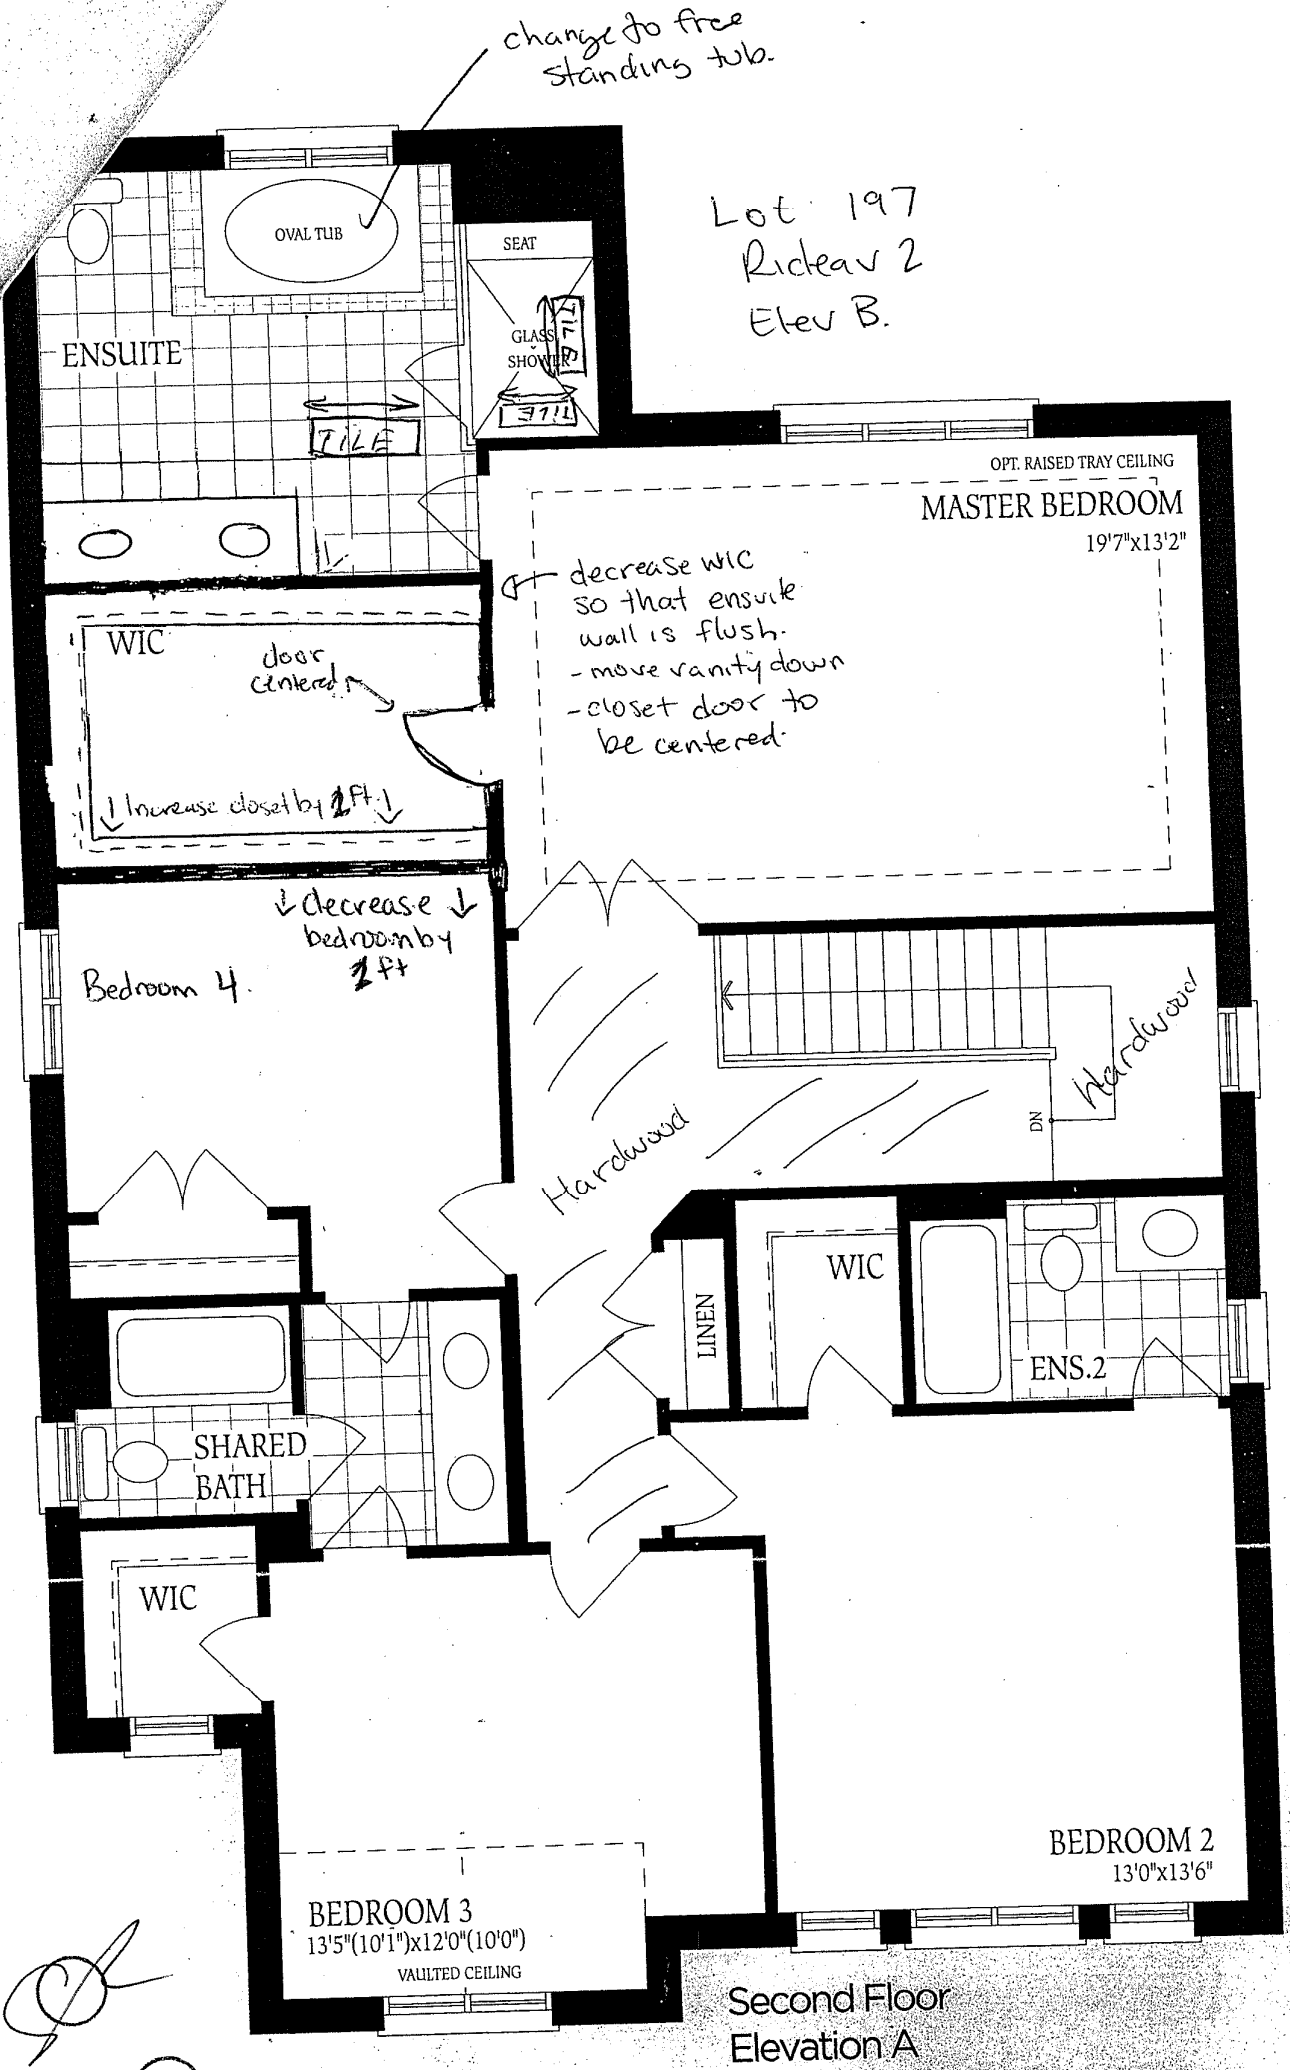 change to free
standing tub.
Lot 197
Rideau 2
Elev B.
OVAL TUB
SEAT
GLASS
SHOWER
TILE
TILE
ENSUITE
TILE
OPT. RAISED TRAY CEILING
MASTER BEDROOM
19'7"x13'2"
decrease WIC
so that ensuite
wall is flush.
- move vanity down
- closet door to
be centered.
WIC
door
centered
Increase closet by 2 ft.
decrease
bedroom by
2 ft
Bedroom 4.
Hardwood
DN
Hardwood
LINEN
WIC
ENS.2
SHARED
BATH
WIC
BEDROOM 2
13'0"x13'6"
BEDROOM 3
13'5"(10'1")x12'0"(10'0")
VAULTED CEILING
Second Floor
Elevation A